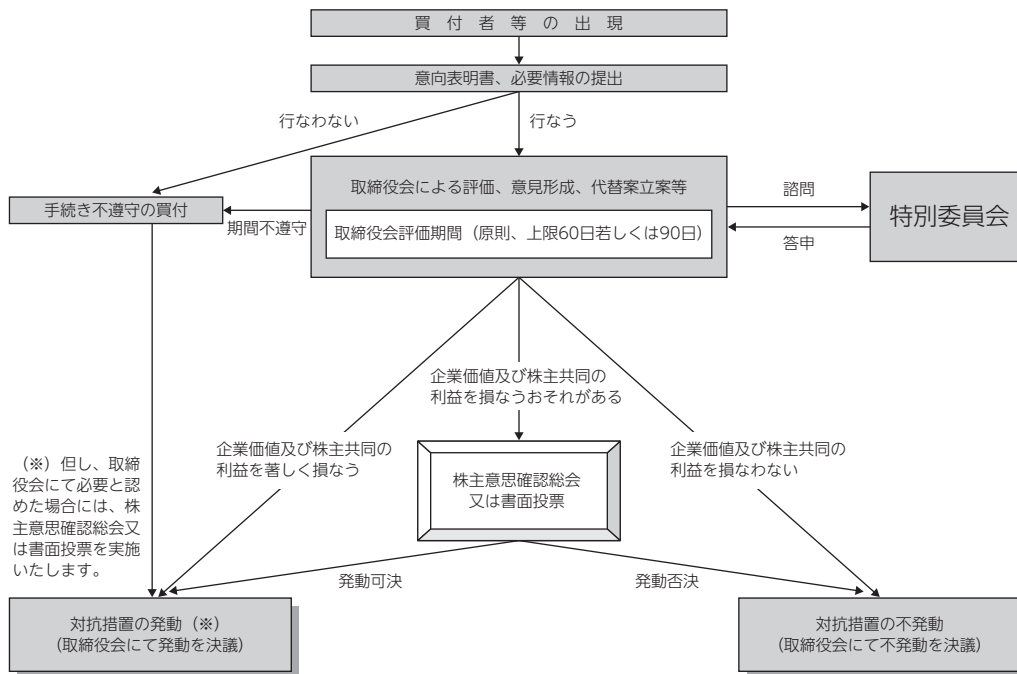 買付者等の出現
意向表明書、必要情報の提出
行なわない
行なう
取締役会による評価、意見形成、代替案立案等
取締役会評価期間（原則、上限60日若しくは90日）
手続き不遵守の買付
期間不遵守
諮問
答申
特別委員会
企業価値及び株主共同の
利益を損なうおそれがある
企業価値及び株主共同の
利益を著しく損なう
企業価値及び株主共同の
利益を損なわない
（※）但し、取締
役会にて必要と認
めた場合には、株
主意思確認総会又
は書面投票を実施
いたします。
株主意思確認総会
又は書面投票
発動可決
発動否決
対抗措置の発動（※）
（取締役会にて発動を決議）
対抗措置の不発動
（取締役会にて不発動を決議）